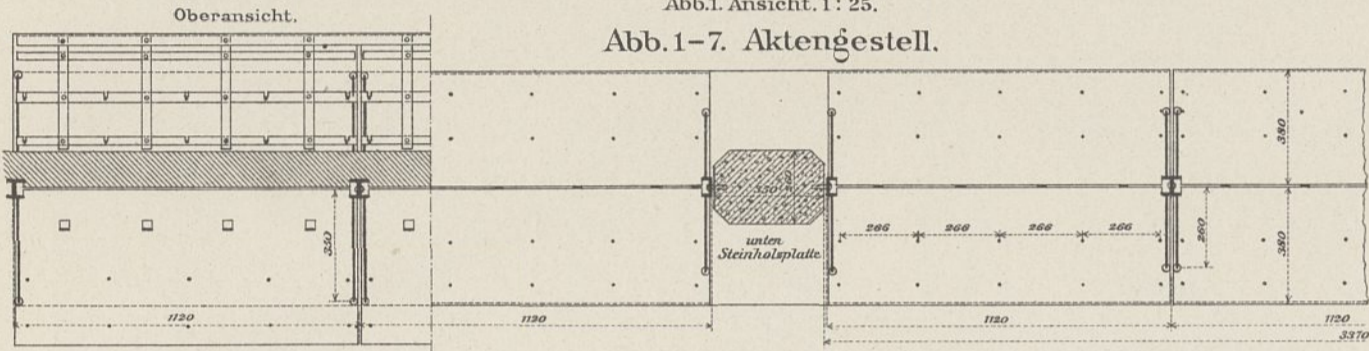 Oberansicht.
Abb.1. Ansicht. 1 : 25.
Abb.1-7. Aktengestell.
330
1120
1120
330
unten
Steinholzplatte
266 266 266 266
260
380
380
1120
1120
3370